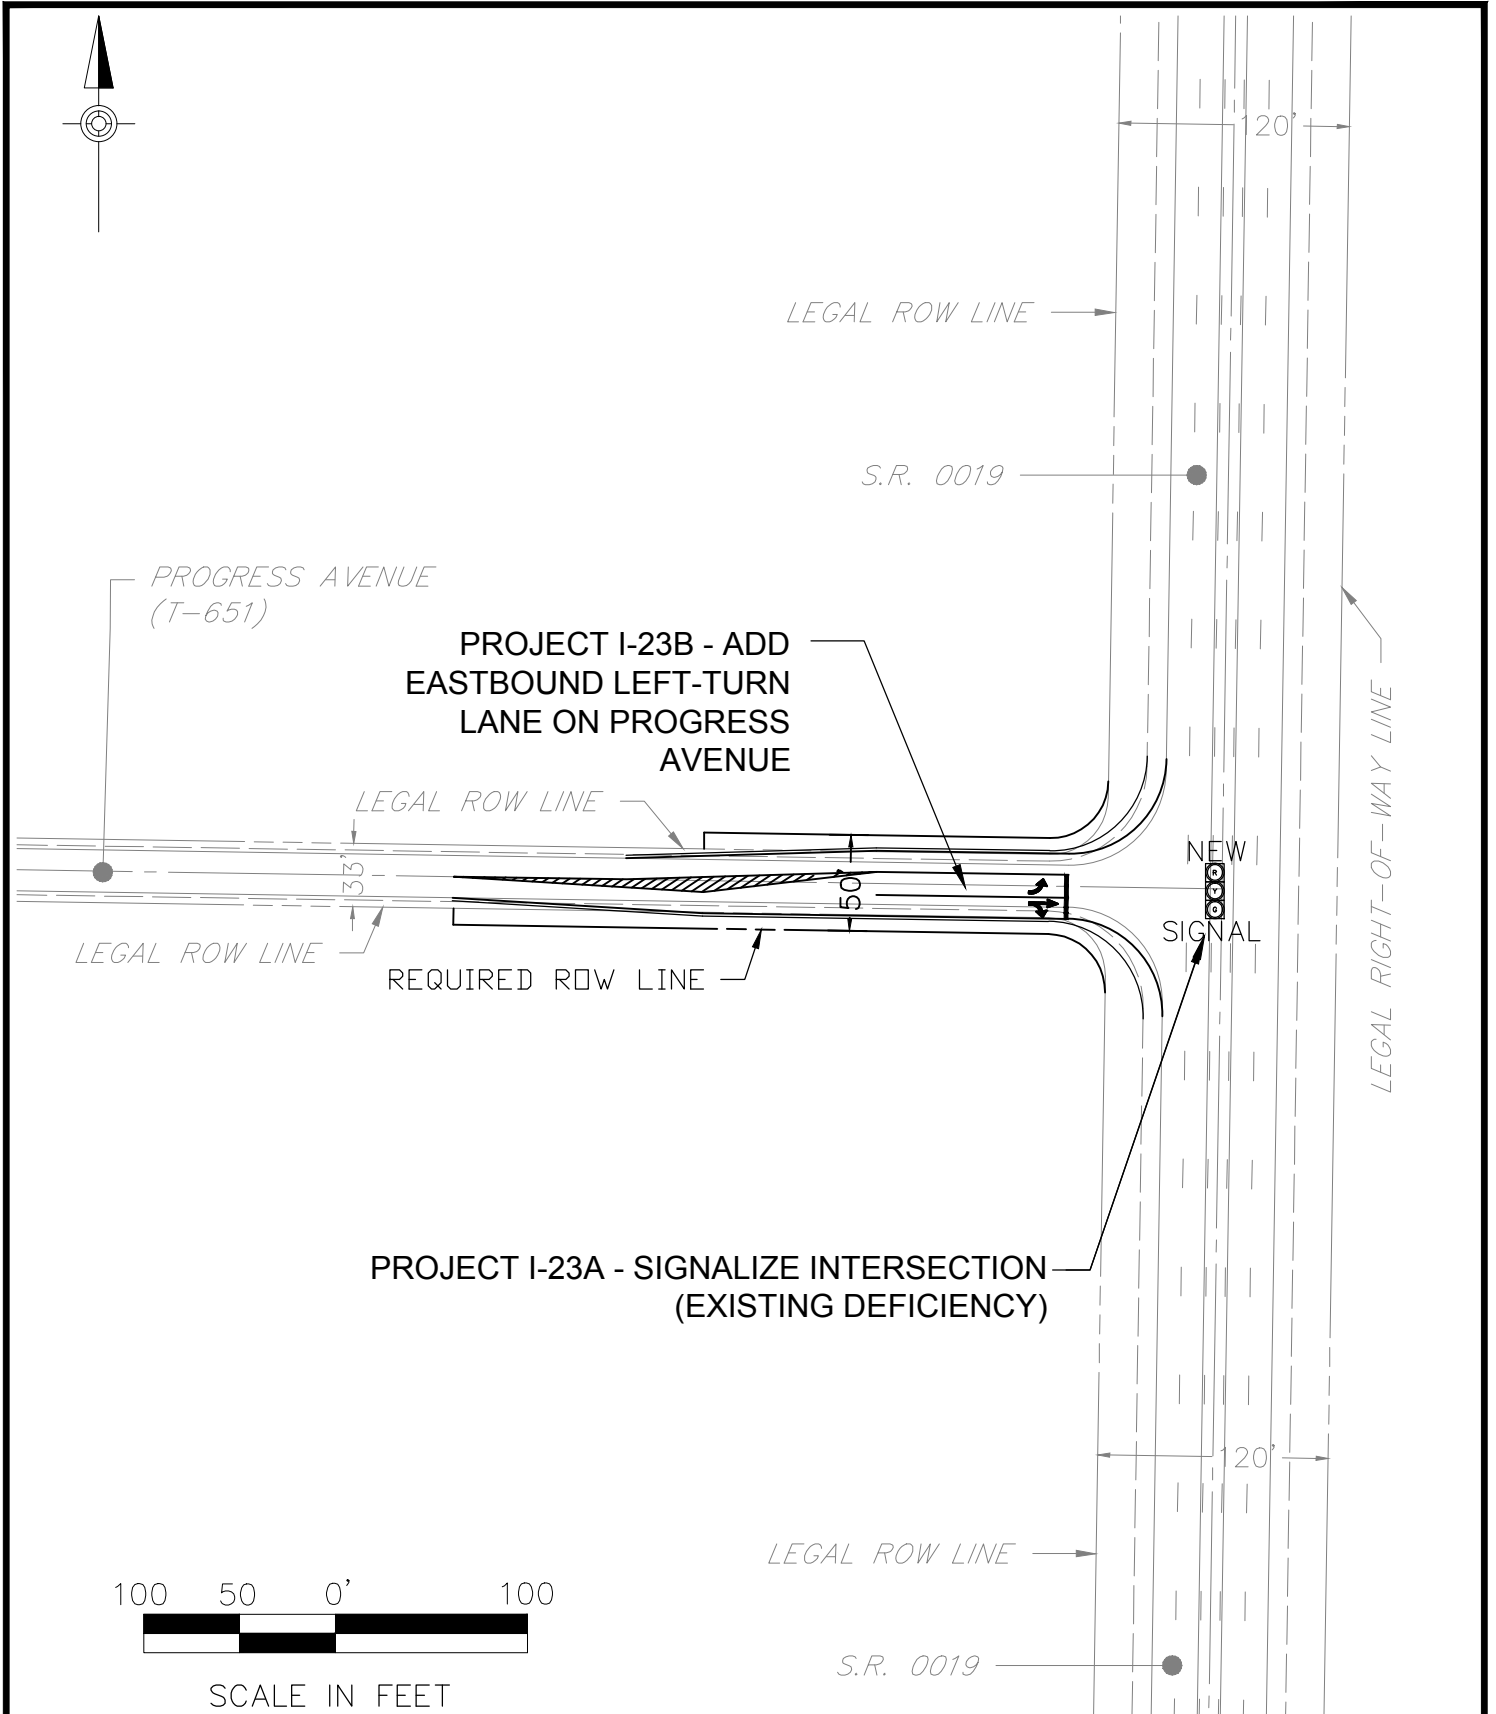 120'
LEGAL ROW LINE
S.R. 0019
PROGRESS AVENUE
(T-651)
PROJECT I-23B - ADD
EASTBOUND LEFT-TURN
LANE ON PROGRESS
AVENUE
LEGAL RIGHT-OF-WAY LINE
LEGAL ROW LINE
33'
50'
NEW
R
Y
G
SIGNAL
LEGAL ROW LINE
REQUIRED ROW LINE
PROJECT I-23A - SIGNALIZE INTERSECTION
(EXISTING DEFICIENCY)
120'
LEGAL ROW LINE
100 50 0' 100
SCALE IN FEET
S.R. 0019